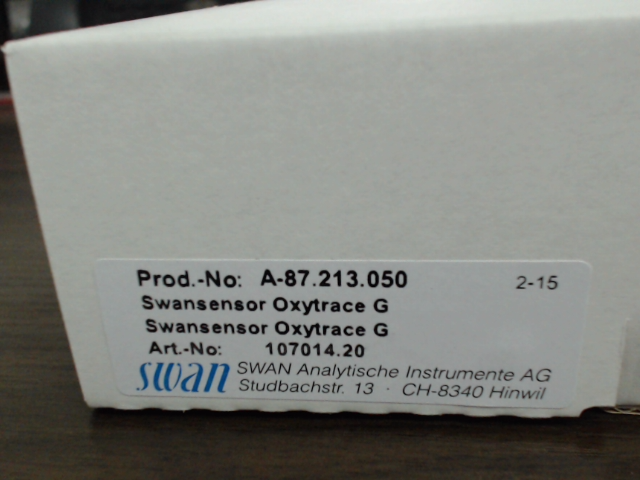 Prod.-No: A-87.213.050 2-15
Swansensor Oxytrace G
Swansensor Oxytrace G
Art.-No: 107014.20
swan SWAN Analytische Instrumente AG
Studbachstr. 13 · CH-8340 Hinwil